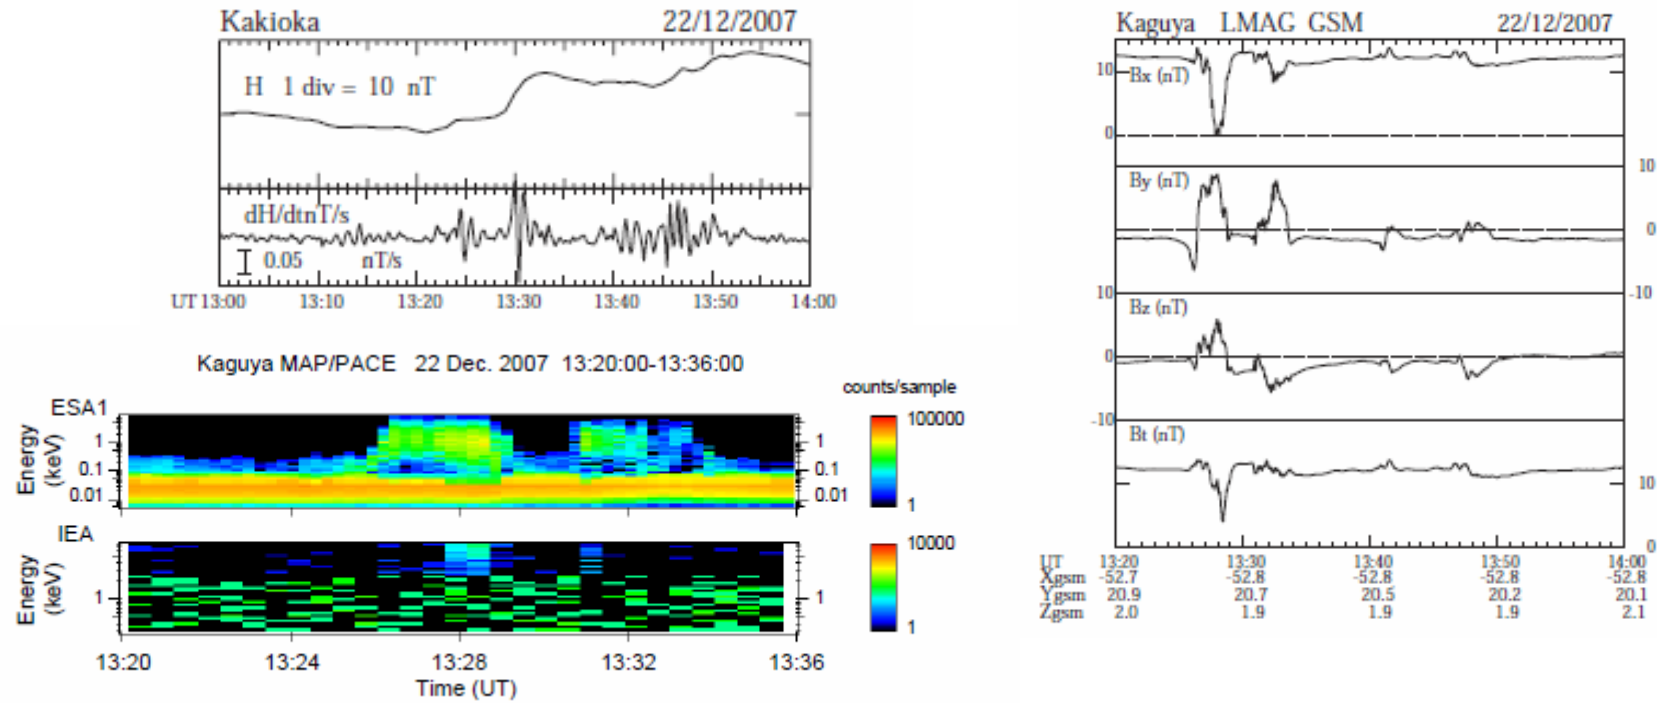 Kakioka 22/12/2007
H 1 div = 10 nT
dH/dtnT/s
0.05 nT/s
UT 13:00 13:10 13:20 13:30 13:40 13:50 14:00
Kaguya MAP/PACE 22 Dec. 2007 13:20:00-13:36:00
counts/sample
ESA1
Energy
(keV)
1
0.1
0.01
1
0.1
0.01
100000
1
IEA
Energy
(keV)
1
1
10000
1
13:20 13:24 13:28 13:32 13:36
Time (UT)
Kaguya LMAG GSM 22/12/2007
10
Bx (nT)
0
10
By (nT)
0
10
-10
Bz (nT)
0
-10
Bt (nT)
10
0
UT 13:20 13:30 13:40 13:50 14:00
Xgsm -52.7 -52.8 -52.8 -52.8 -52.8
Ygsm 20.9 20.7 20.5 20.2 20.1
Zgsm 2.0 1.9 1.9 1.9 2.1